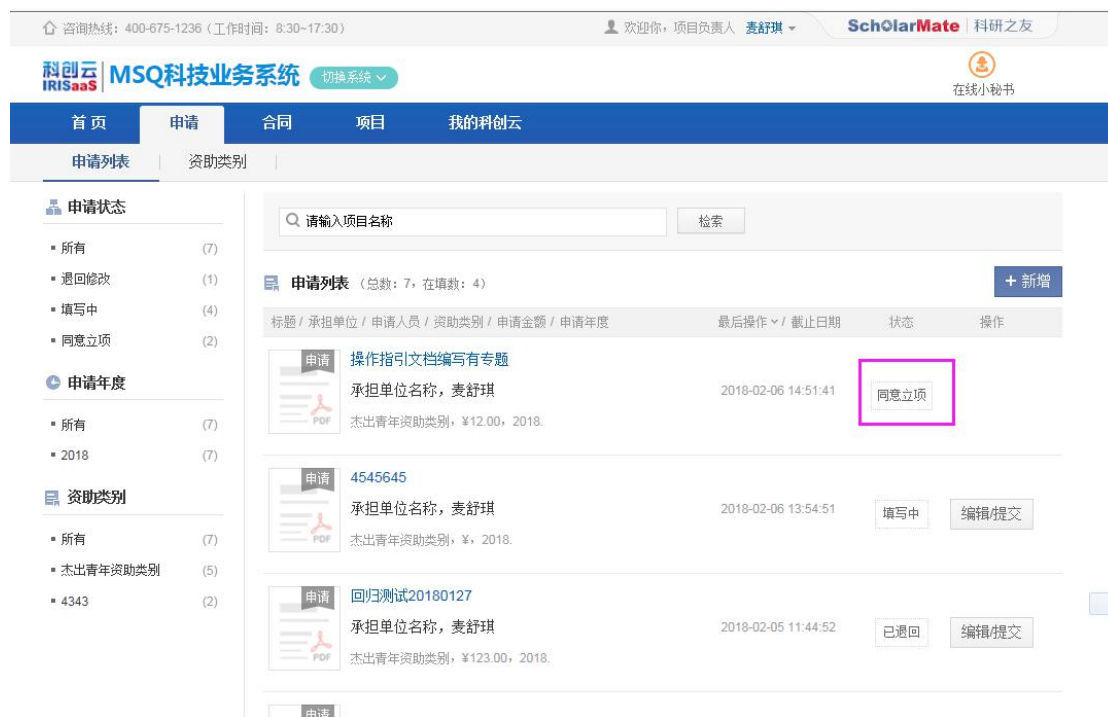 咨询热线：400-675-1236（工作时间：8:30~17:30）
欢迎你，项目负责人 麦舒琪
SchOlarMate 科研之友
科创云
IRISaaS
MSQ科技业务系统
切换系统
在线小秘书
首页 申请 合同 项目 我的科创云
申请列表 资助类别
申请状态
所有 (7)
退回修改 (1)
填写中 (4)
同意立项 (2)
申请年度
所有 (7)
2018 (7)
资助类别
所有 (7)
杰出青年资助类别 (5)
4343 (2)
请输入项目名称 检索
申请列表（总数：7，在填数：4） + 新增
标题 / 承担单位 / 申请人员 / 资助类别 / 申请金额 / 申请年度 最后操作 / 截止日期 状态 操作
申请 PDF
操作指引文档编写有专题
承担单位名称，麦舒琪
杰出青年资助类别，¥12.00，2018.
2018-02-06 14:51:41 同意立项
申请 PDF
4545645
承担单位名称，麦舒琪
杰出青年资助类别，¥，2018.
2018-02-06 13:54:51 填写中 编辑/提交
申请 PDF
回归测试20180127
承担单位名称，麦舒琪
杰出青年资助类别，¥123.00，2018.
2018-02-05 11:44:52 已退回 编辑/提交
申请